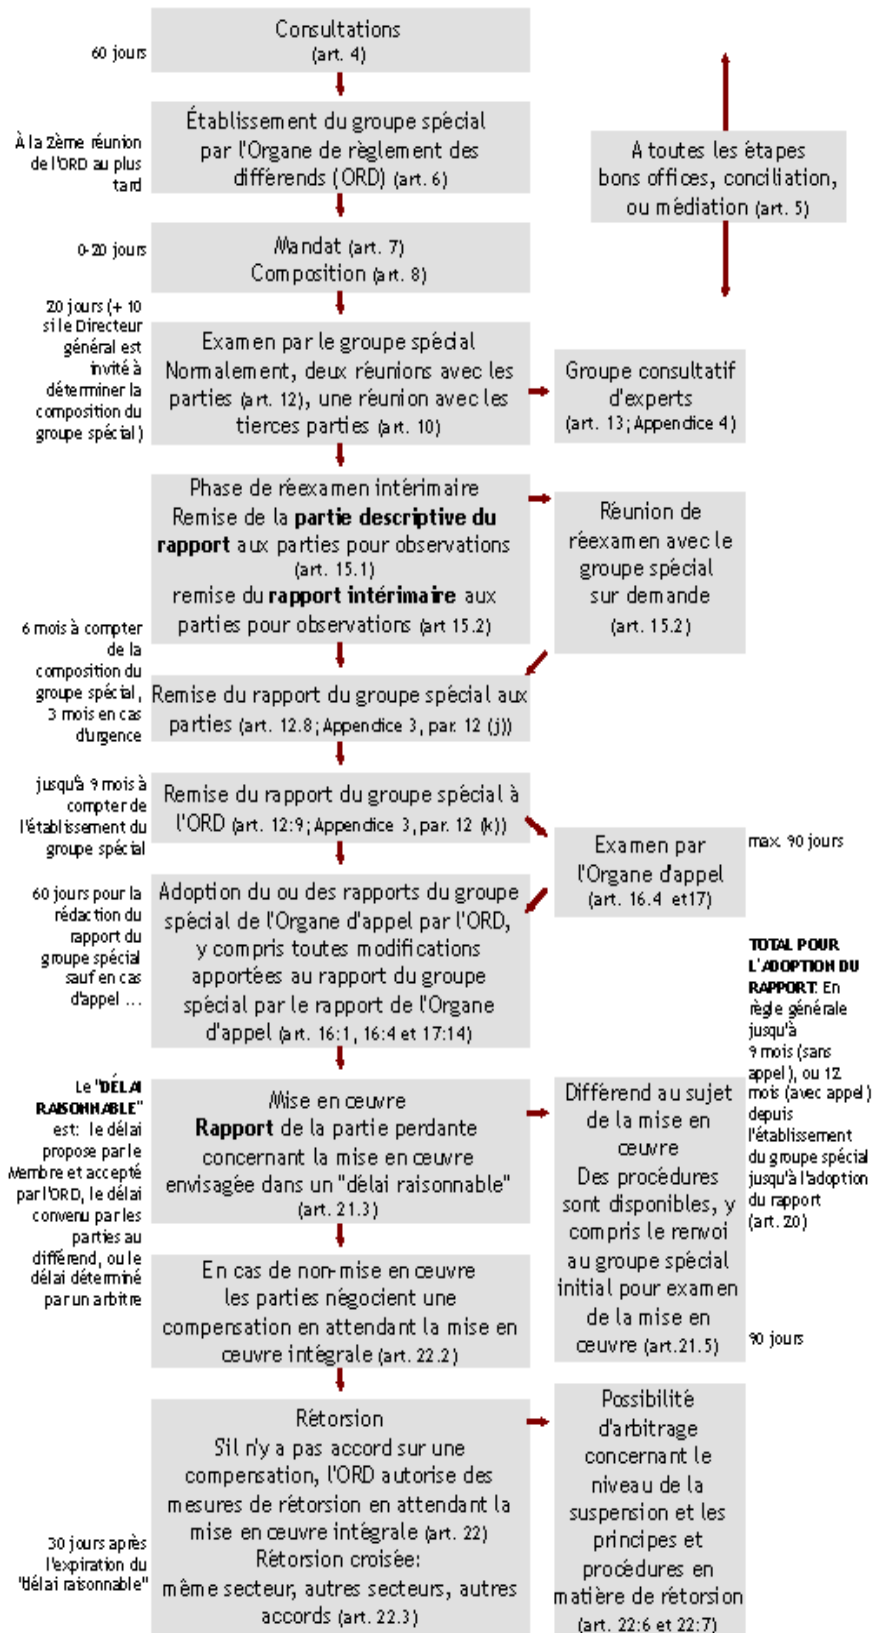 Consultations
(art. 4)
60 jours
Établissement du groupe spécial
par l'Organe de règlement des
différends (ORD) (art. 6)
À la 2ème réunion
de l'ORD au plus
tard
A toutes les étapes
bons offices, conciliation,
ou médiation (art. 5)
Mandat (art. 7)
Composition (art. 8)
0-20 jours
20 jours (+ 10
si le Directeur
général est
invité à
déterminer la
composition du
groupe spécial)
Examen par le groupe spécial
Normalement, deux réunions avec les
parties (art. 12), une réunion avec les
tierces parties (art. 10)
Groupe consultatif
d'experts
(art. 13; Appendice 4)
Phase de réexamen intérimaire
Remise de la partie descriptive du
rapport aux parties pour observations
(art. 15.1)
remise du rapport intérimaire aux
parties pour observations (art 15.2)
Réunion de
réexamen avec le
groupe spécial
sur demande
(art. 15.2)
6 mois à compter
de la
composition du
groupe spécial,
3 mois en cas
d'urgence
Remise du rapport du groupe spécial aux
parties (art. 12.8; Appendice 3, par. 12 (j))
jusqu'à 9 mois à
compter de
l'établissement du
groupe spécial
Remise du rapport du groupe spécial à
l'ORD (art. 12:9; Appendice 3, par. 12 (k))
Examen par
l'Organe d'appel
(art. 16.4 et17)
max. 90 jours
60 jours pour la
rédaction du
rapport du
groupe spécial
sauf en cas
d'appel ...
Adoption du ou des rapports du groupe
spécial de l'Organe d'appel par l'ORD,
y compris toutes modifications
apportées au rapport du groupe
spécial par le rapport de l'Organe
d'appel (art. 16:1, 16:4 et 17:14)
TOTAL POUR
L'ADOPTION DU
RAPPORT: En
règle générale
jusqu'à
9 mois (sans
appel), ou 12
mois (avec appel)
depuis
l'établissement
du groupe spécial
jusqu'à l'adoption
du rapport
(art. 20)
Le "DÉLAI
RAISONNABLE"
est: le délai
propose par le
Membre et accepté
par l'ORD, le délai
convenu par les
parties au
différend, ou le
délai déterminé
par un arbitre
Mise en œuvre
Rapport de la partie perdante
concernant la mise en œuvre
envisagée dans un "délai raisonnable"
(art. 21.3)
Différend au sujet
de la mise en
œuvre
Des procédures
sont disponibles, y
compris le renvoi
au groupe spécial
initial pour examen
de la mise en
œuvre (art.21.5)
90 jours
En cas de non-mise en œuvre
les parties négocient une
compensation en attendant la mise en
œuvre intégrale (art. 22.2)
Rétorsion
S'il n'y a pas accord sur une
compensation, l'ORD autorise des
mesures de rétorsion en attendant la
mise en œuvre intégrale (art. 22)
Rétorsion croisée:
même secteur, autres secteurs, autres
accords (art. 22.3)
30 jours après
l'expiration du
"délai raisonnable"
Possibilité
d'arbitrage
concernant le
niveau de la
suspension et les
principes et
procédures en
matière de rétorsion
(art. 22:6 et 22:7)